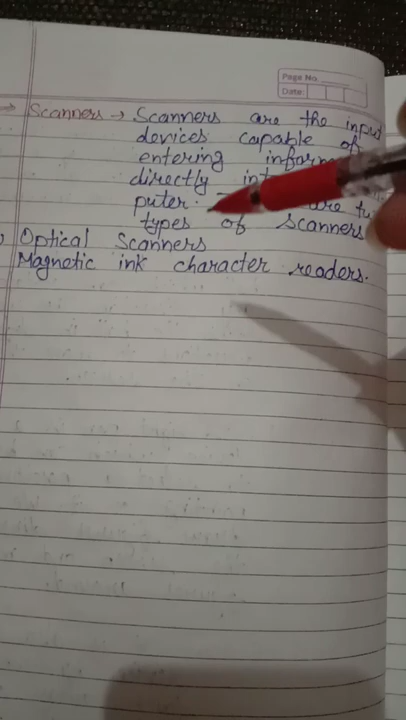 Page No.
Date:
→ Scanners → Scanners are the input
devices capable of
entering
directly
puter. are
types of Scanners
Optical Scanners
Magnetic ink character readers.